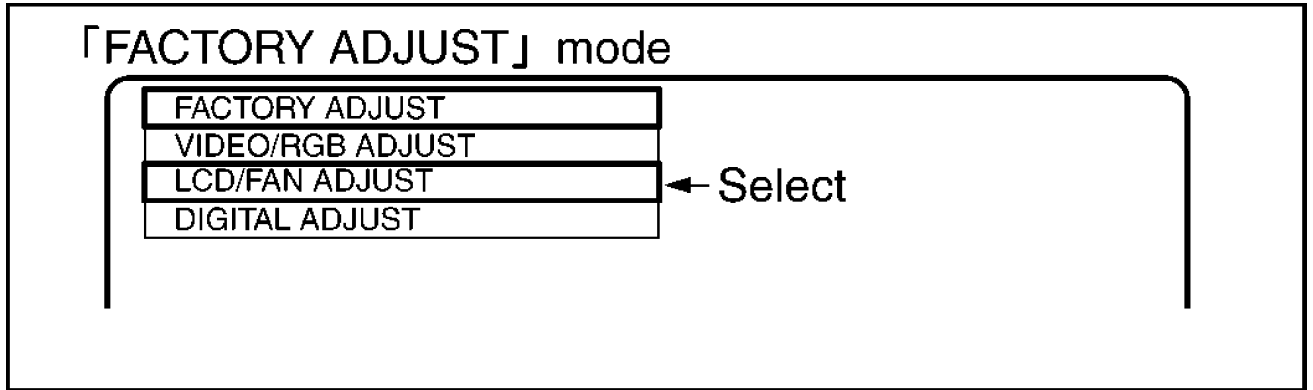 「FACTORY ADJUST」 mode
FACTORY ADJUST
VIDEO/RGB ADJUST
LCD/FAN ADJUST
Select
DIGITAL ADJUST